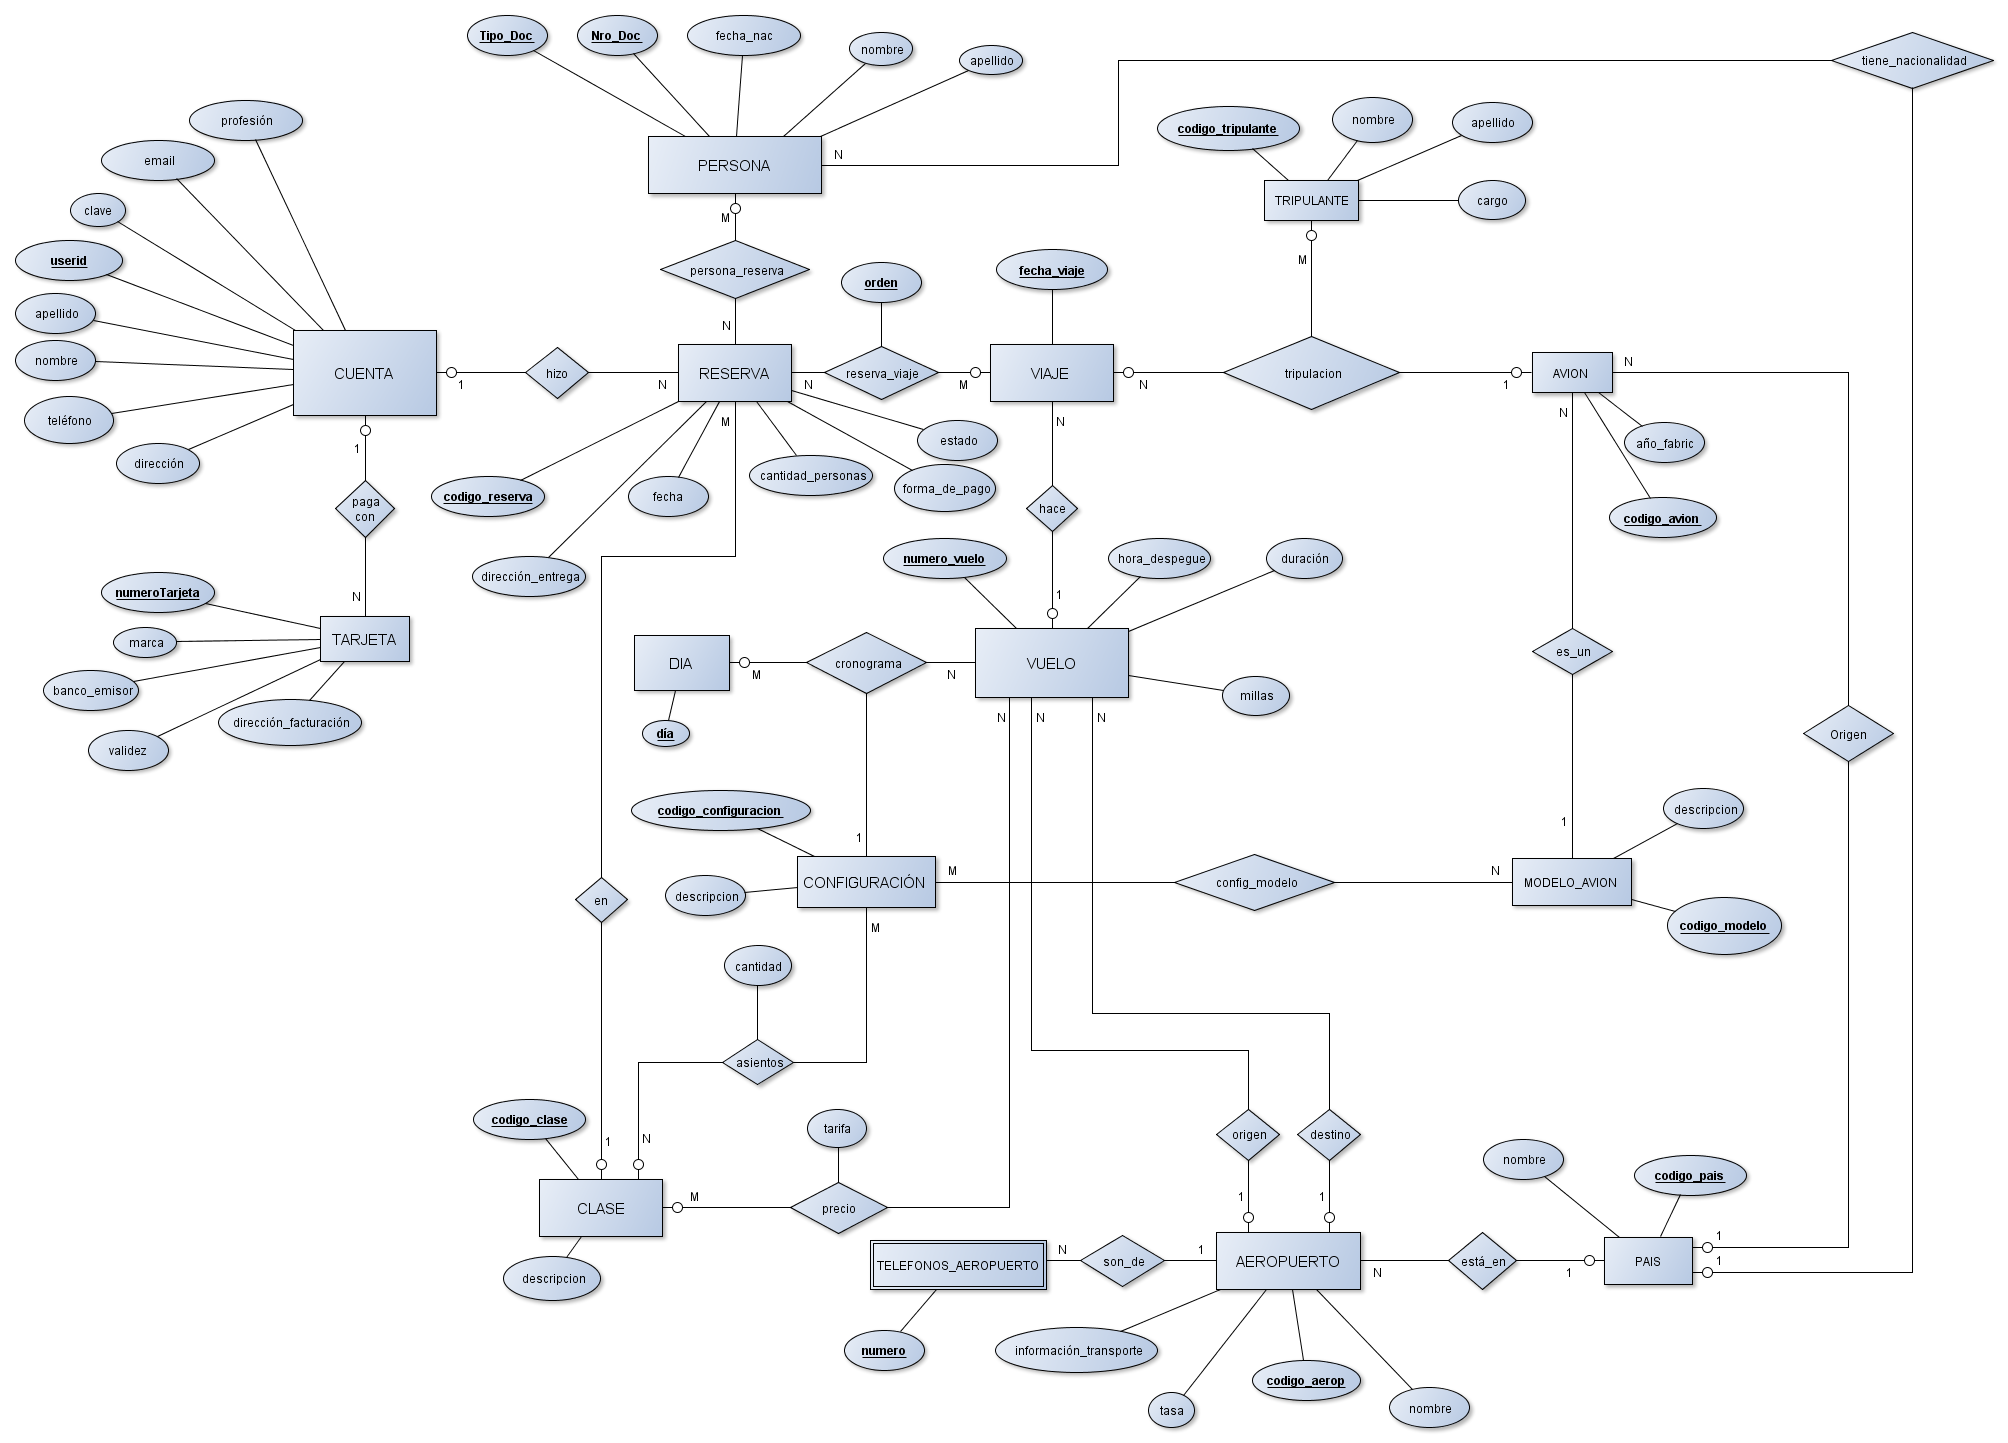 Tipo_Doc
Nro_Doc
fecha_nac
nombre
apellido
tiene_nacionalidad
profesión
email
clave
userid
apellido
nombre
teléfono
dirección
CUENTA
PERSONA
N
M
persona_reserva
N
codigo_tripulante
nombre
apellido
cargo
TRIPULANTE
M
orden
fecha_viaje
1
hizo
N
RESERVA
N
reserva_viaje
M
VIAJE
N
tripulacion
1
AVION
N
N
año_fabric
codigo_avion
M
codigo_reserva
dirección_entrega
fecha
cantidad_personas
estado
forma_de_pago
1
paga
con
N
TARJETA
numeroTarjeta
marca
banco_emisor
validez
dirección_facturación
N
hace
1
numero_vuelo
hora_despegue
duración
millas
VUELO
DIA
día
M
cronograma
N
N
N
N
es_un
1
Origen
codigo_configuracion
descripcion
1
CONFIGURACIÓN
M
config_modelo
N
MODELO_AVION
descripcion
codigo_modelo
M
en
cantidad
asientos
1
N
codigo_clase
CLASE
descripcion
M
tarifa
precio
origen
destino
1
1
nombre
codigo_pais
1
1
TELEFONOS_AEROPUERTO
N
son_de
1
AEROPUERTO
N
está_en
1
PAIS
numero
información_transporte
tasa
codigo_aerop
nombre